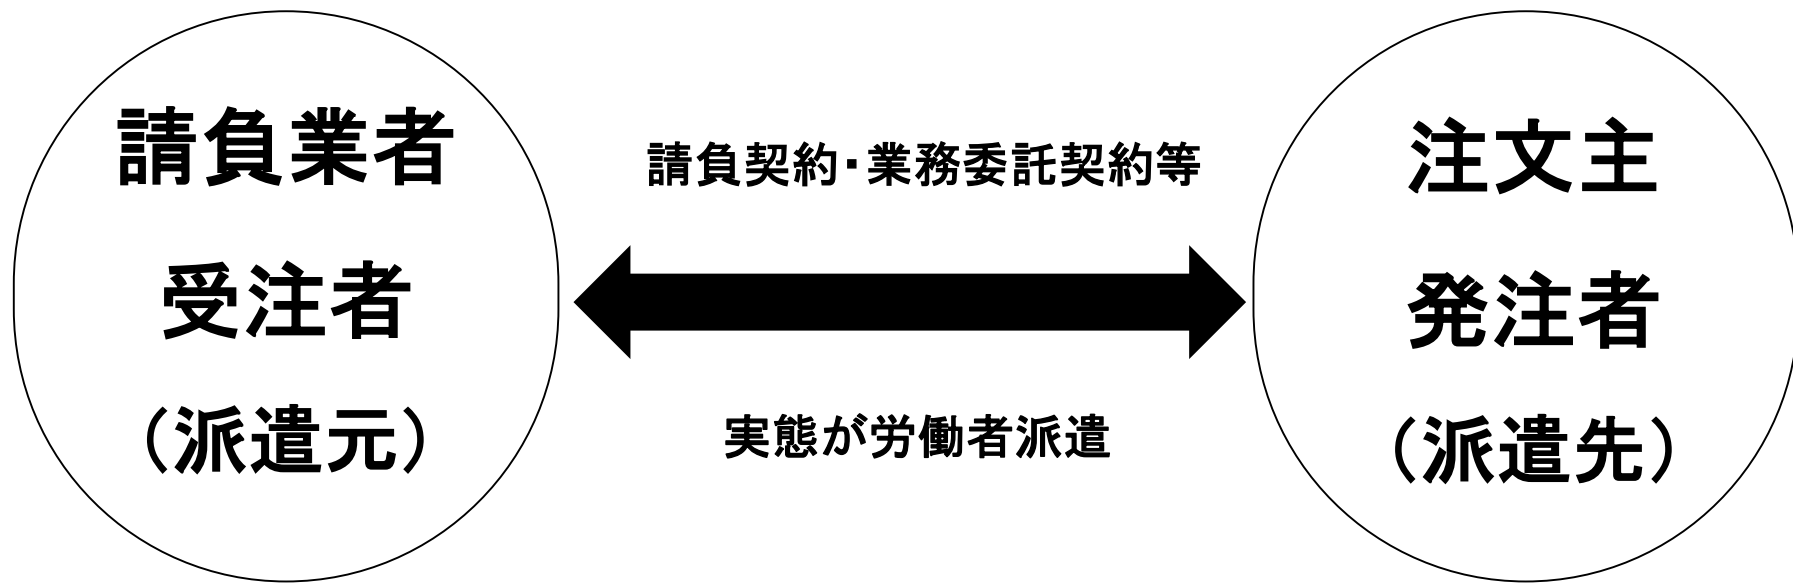 請負業者
受注者
（派遣元）
請負契約・業務委託契約等
実態が労働者派遣
注文主
発注者
（派遣先）